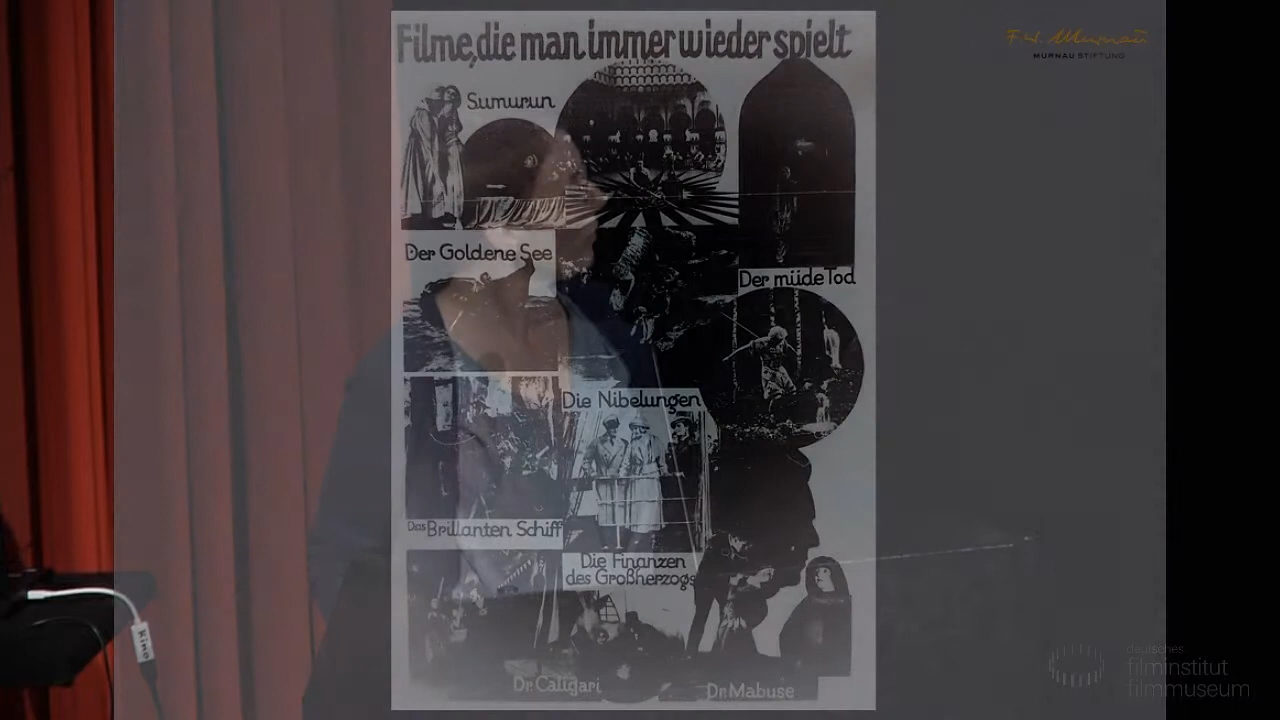 Filme, die man immer wieder spielt
Sumurun
Der Goldene See
Der müde Tod
Die Nibelungen
Das Brillanten Schiff
Die Finanzen
des Großherzogs
Dr. Caligari
Dr. Mabuse
F.W. Murnau
MURNAU STIFTUNG
Kino
deutsches
filminstitut
filmmuseum